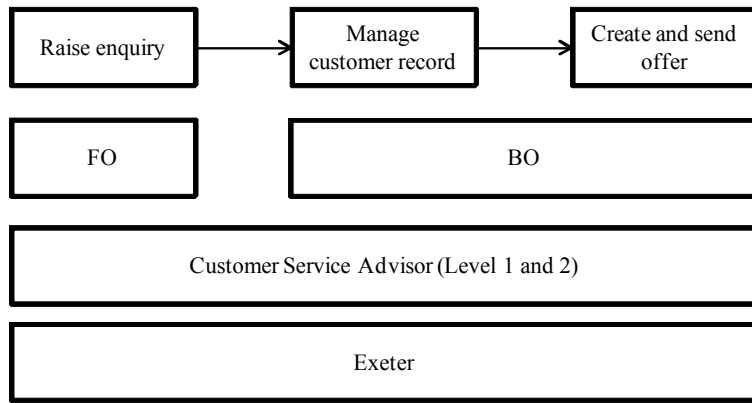 Raise enquiry
Manage
customer record
Create and send
offer
FO
BO
Customer Service Advisor (Level 1 and 2)
Exeter